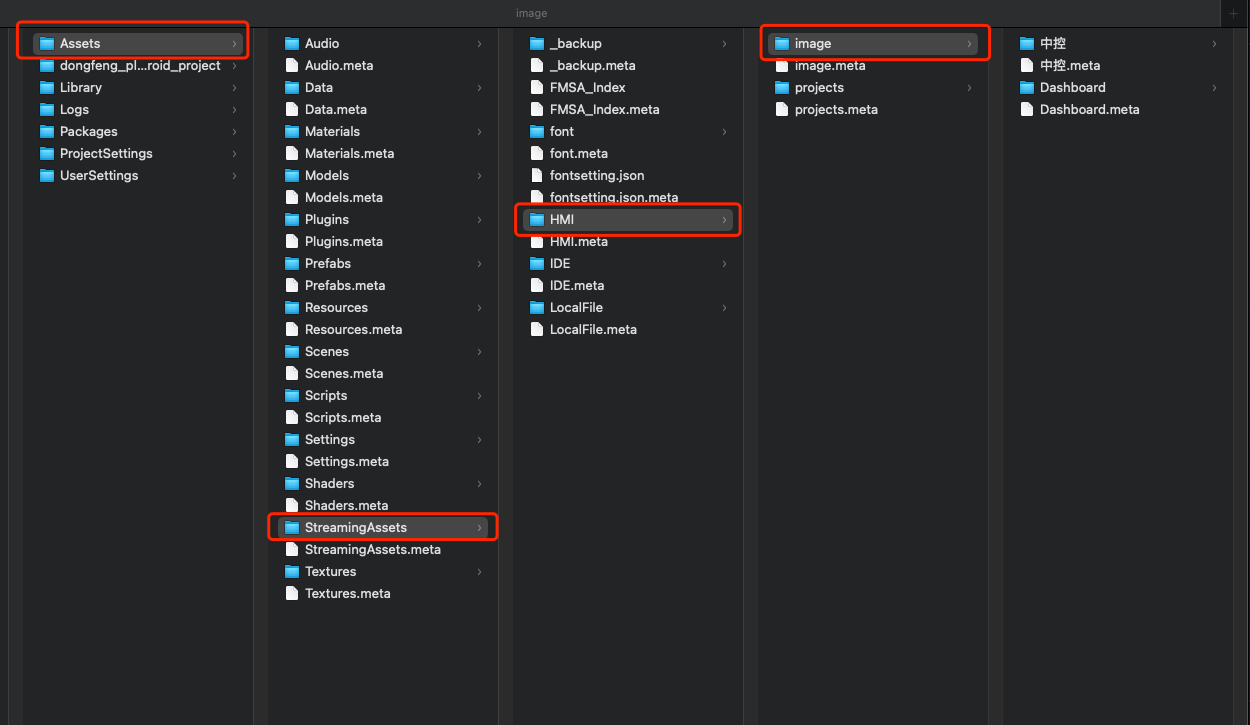 image
Assets
dongfeng_pl...roid_project
Library
Logs
Packages
ProjectSettings
UserSettings
Audio
Audio.meta
Data
Data.meta
Materials
Materials.meta
Models
Models.meta
Plugins
Plugins.meta
Prefabs
Prefabs.meta
Resources
Resources.meta
Scenes
Scenes.meta
Scripts
Scripts.meta
Settings
Settings.meta
Shaders
Shaders.meta
StreamingAssets
StreamingAssets.meta
Textures
Textures.meta
_backup
_backup.meta
FMSA_Index
FMSA_Index.meta
font
font.meta
fontsetting.json
fontsetting.json.meta
HMI
HMI.meta
IDE
IDE.meta
LocalFile
LocalFile.meta
image
image.meta
projects
projects.meta
中控
中控.meta
Dashboard
Dashboard.meta